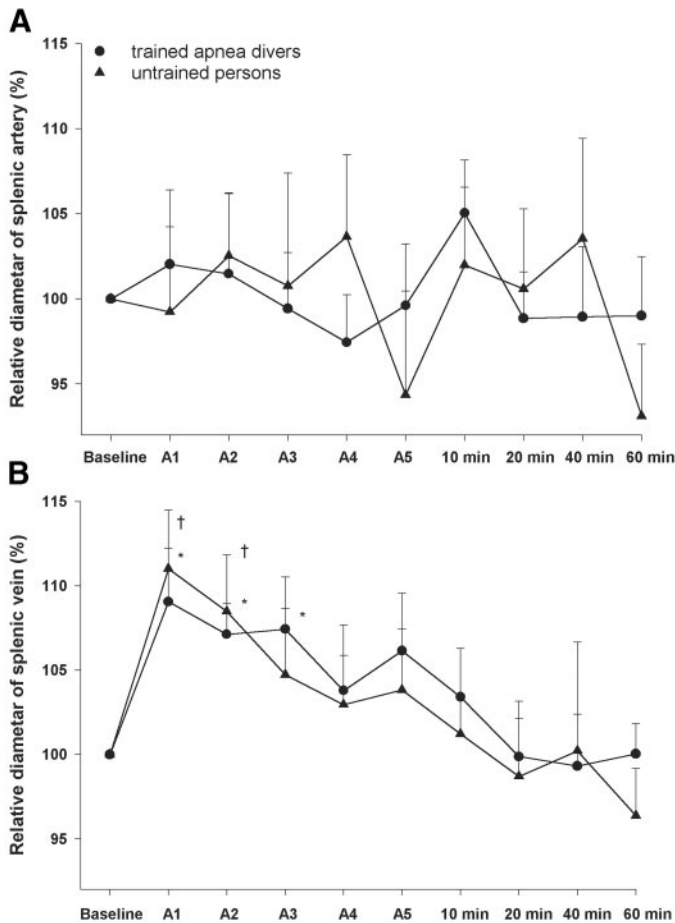 A
115
110
105
100
95
Relative diametar of splenic artery (%)
trained apnea divers
untrained persons
Baseline A1 A2 A3 A4 A5 10 min 20 min 40 min 60 min
B
115
110
105
100
95
Relative diametar of splenic vein (%)
†
*
†
*
*
Baseline A1 A2 A3 A4 A5 10 min 20 min 40 min 60 min